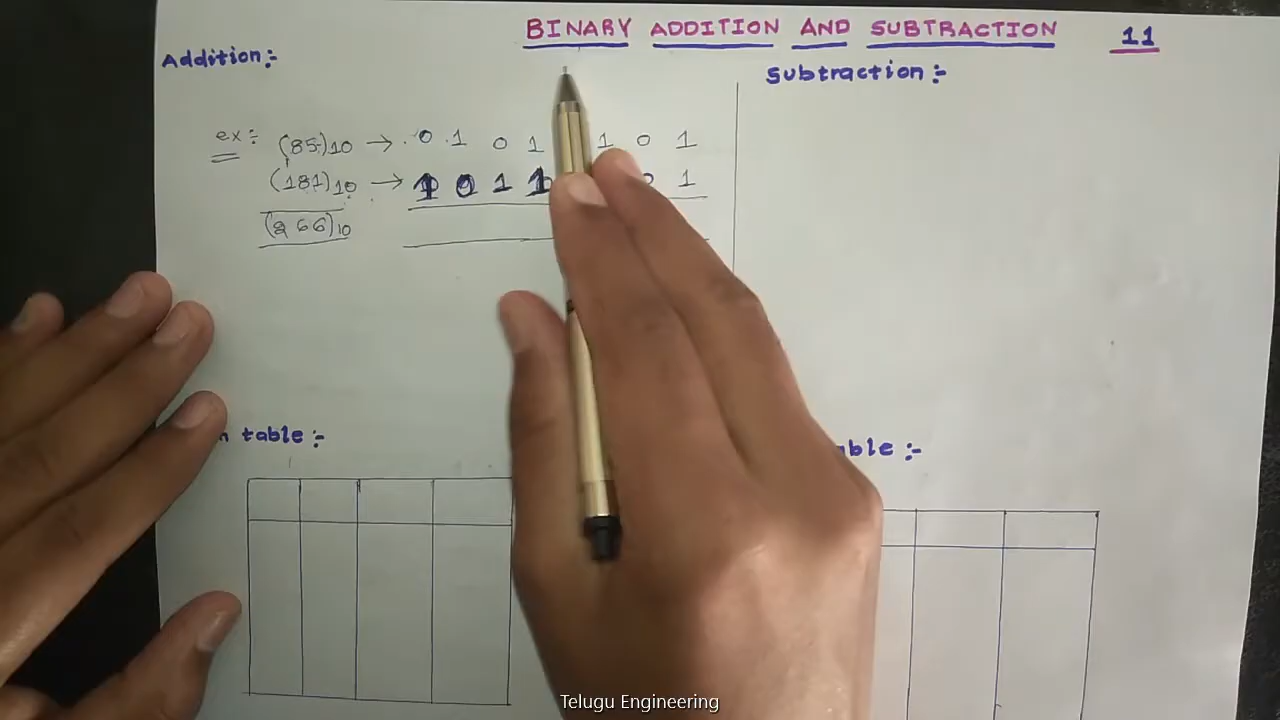 BINARY ADDITION AND SUBTRACTION 11
Addition:-
Subtraction:-
ex: (85)10 → 0 1 0 1 1 0 1
(181)10 → 1 0 1 1 1
(266)10
table:-
able:-
Telugu Engineering